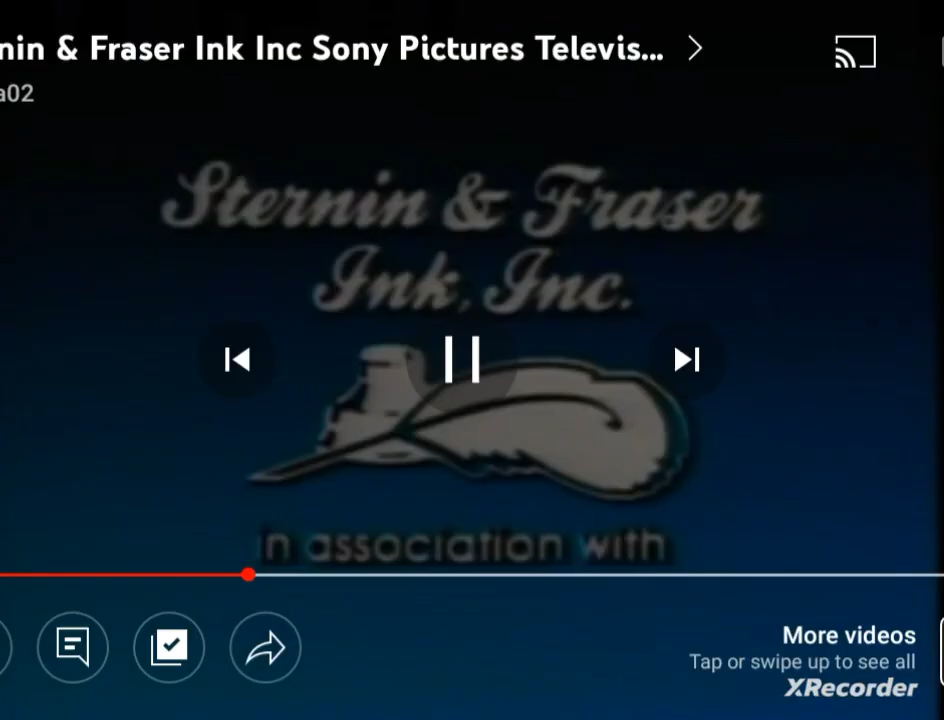 nin & Fraser Ink Inc Sony Pictures Televis...
a02
Sternin & Fraser
Ink, Inc.
in association with
More videos
Tap or swipe up to see all
XRecorder